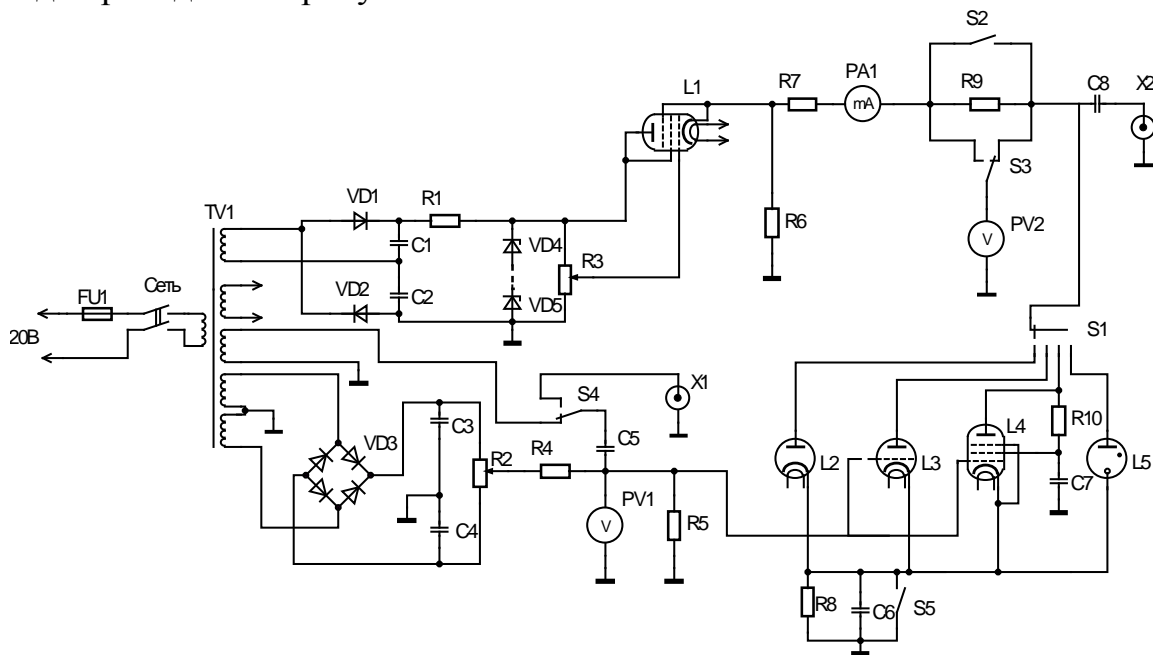 S2
L1
R7
PA1
mA
R9
C8
X2
S3
PV2
V
R6
VD1
R1
TV1
C1
VD4
R3
FU1
Сеть
VD2
C2
VD5
20В
S1
X1
S4
C3
VD3
R2
R4
C5
L4
R10
L2
L3
L5
C7
PV1
V
R5
C4
R8
C6
S5